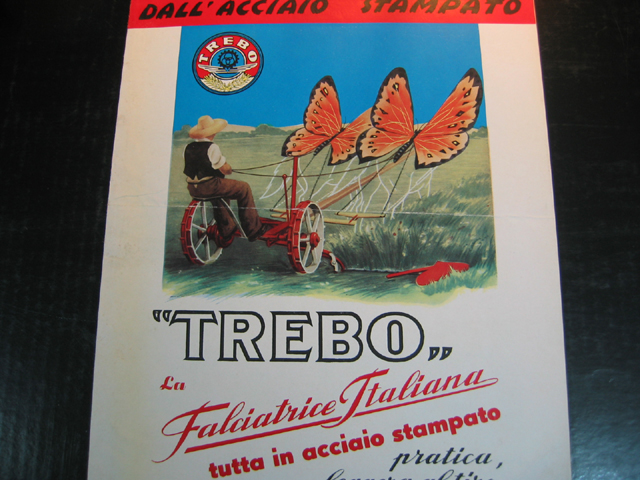 DALL'ACCIAIO STAMPATO
TREBO
"TREBO„
La
Falciatrice Italiana
tutta in acciaio stampato
pratica,